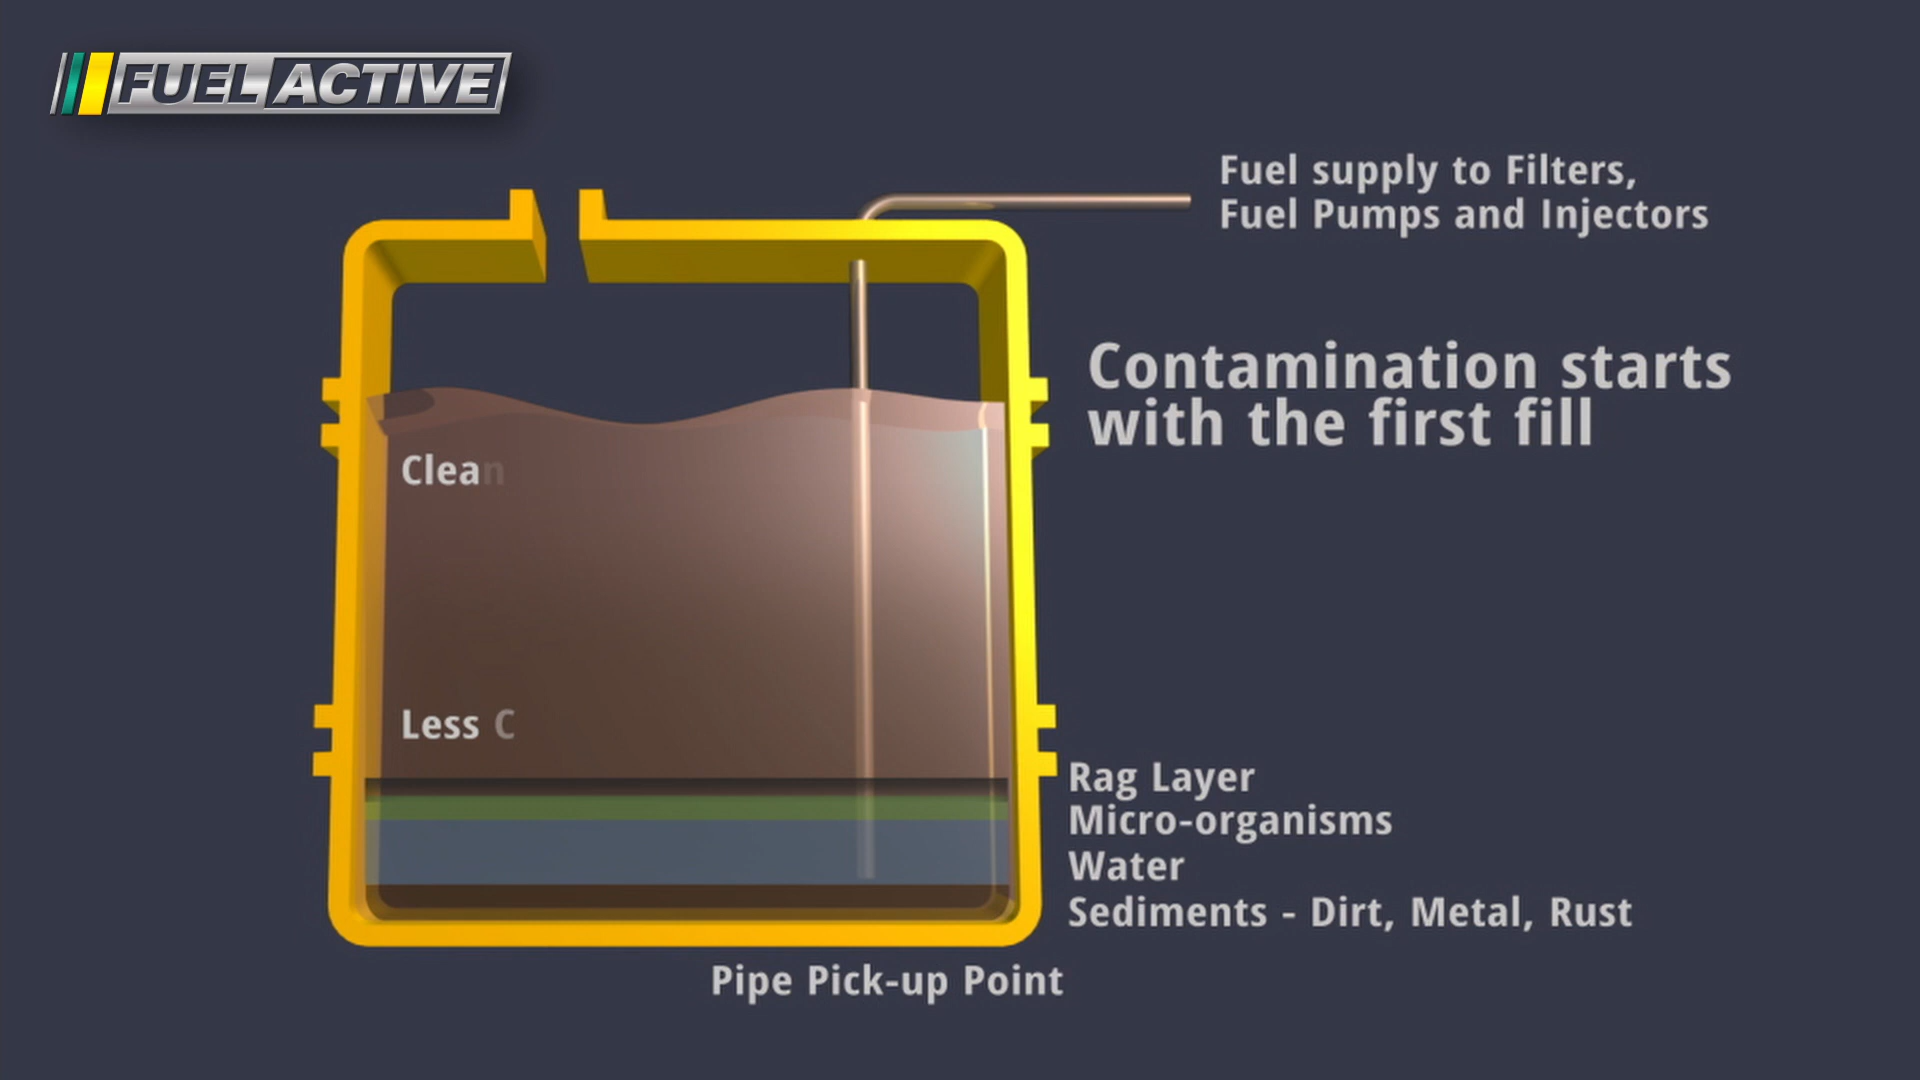 FUEL ACTIVE
Fuel supply to Filters,
Fuel Pumps and Injectors
Contamination starts
with the first fill
Clean
Less C
Rag Layer
Micro-organisms
Water
Sediments - Dirt, Metal, Rust
Pipe Pick-up Point